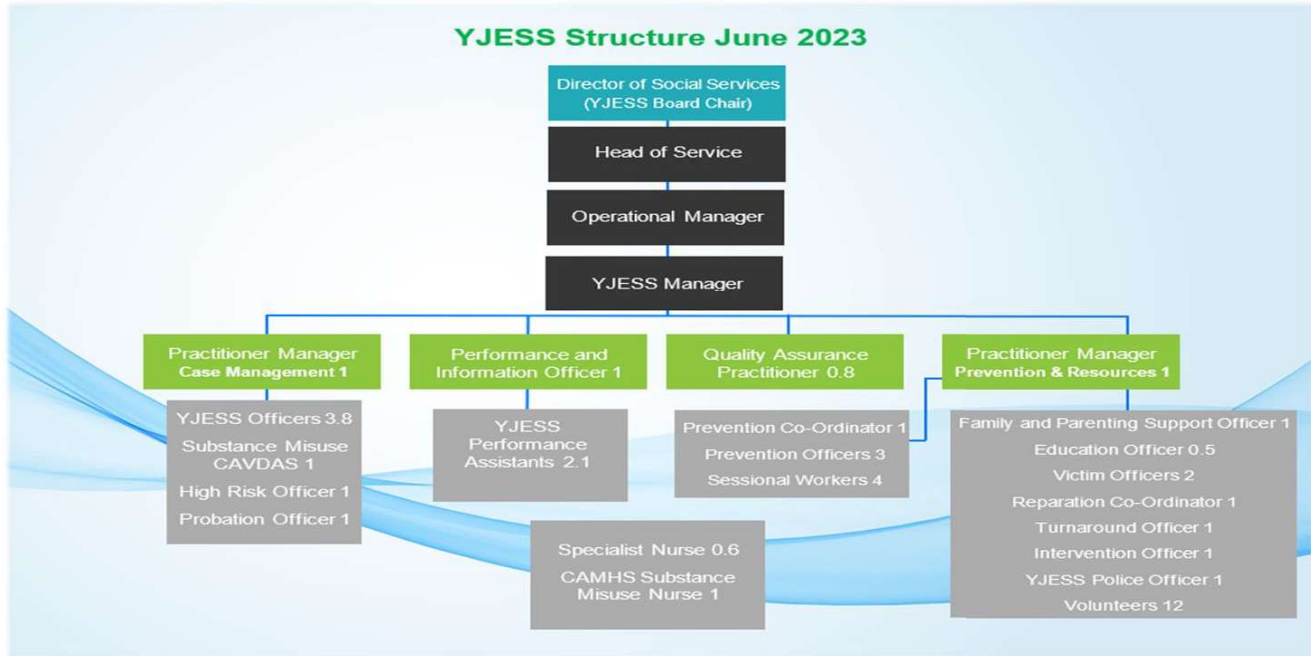 YJESS Structure June 2023
Director of Social Services
(YJESS Board Chair)
Head of Service
Operational Manager
YJESS Manager
Practitioner Manager
Case Management 1
Performance and
Information Officer 1
Quality Assurance
Practitioner 0.8
Practitioner Manager
Prevention & Resources 1
YJESS Officers 3.8
Substance Misuse
CAVDAS 1
High Risk Officer 1
Probation Officer 1
YJESS
Performance
Assistants 2.1
Prevention Co-Ordinator 1
Prevention Officers 3
Sessional Workers 4
Family and Parenting Support Officer 1
Education Officer 0.5
Victim Officers 2
Reparation Co-Ordinator 1
Turnaround Officer 1
Intervention Officer 1
YJESS Police Officer 1
Volunteers 12
Specialist Nurse 0.6
CAMHS Substance
Misuse Nurse 1